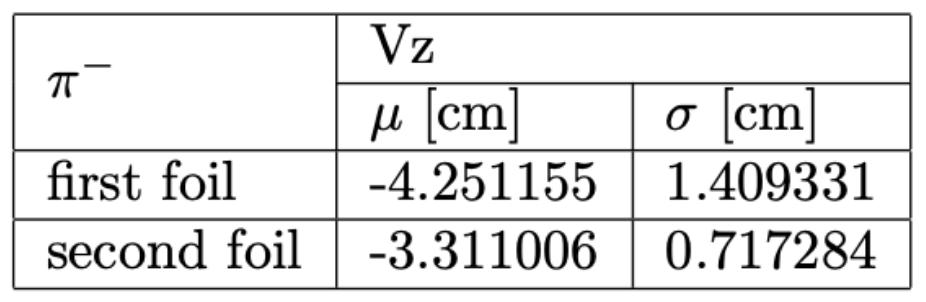 π⁻ Vz
μ [cm] σ [cm]
first foil -4.251155 1.409331
second foil -3.311006 0.717284